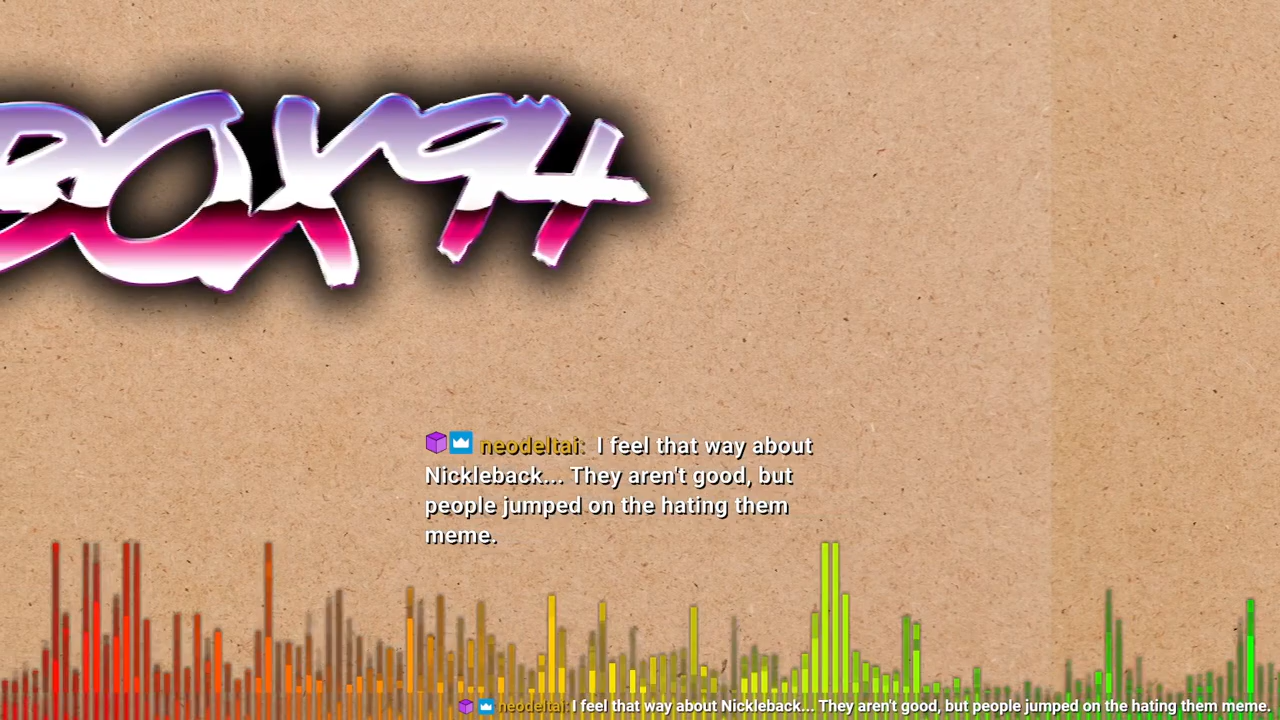 BOX94
neodeltai: I feel that way about
Nickleback... They aren't good, but
people jumped on the hating them
meme.
neodeltai: I feel that way about Nickleback... They aren't good, but people jumped on the hating them meme.